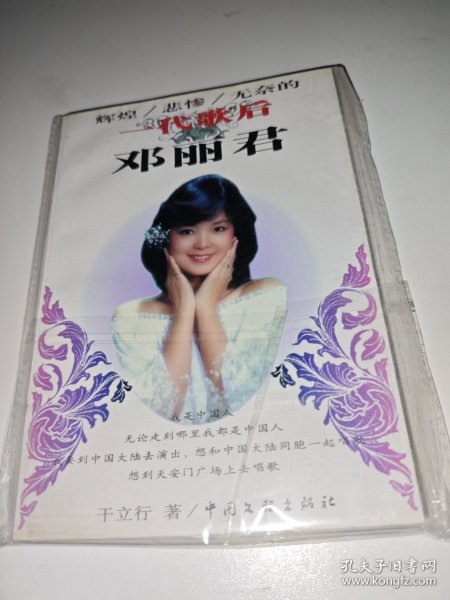 辉煌/悲惨/无奈的
一代歌后
邓丽君
我是中国人
无论走到哪里我都是中国人
我要到中国大陆去演出，想和中国大陆同胞一起唱歌
想到天安门广场上去唱歌
干立行 著/中国文联出版社
孔夫子旧书网
www.kongfz.com